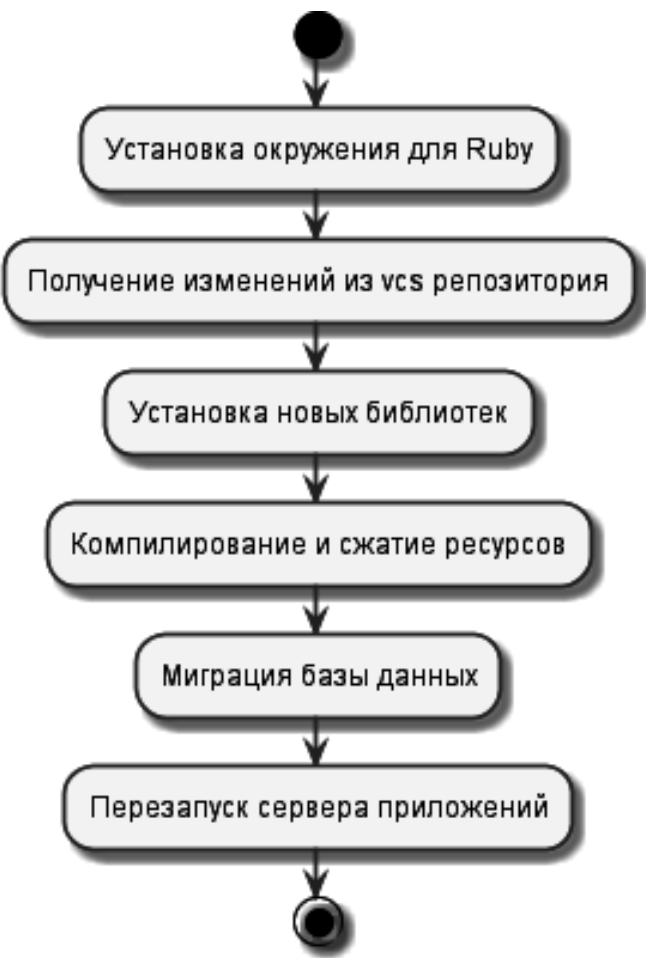 Установка окружения для Ruby
Получение изменений из vcs репозитория
Установка новых библиотек
Компилирование и сжатие ресурсов
Миграция базы данных
Перезапуск сервера приложений